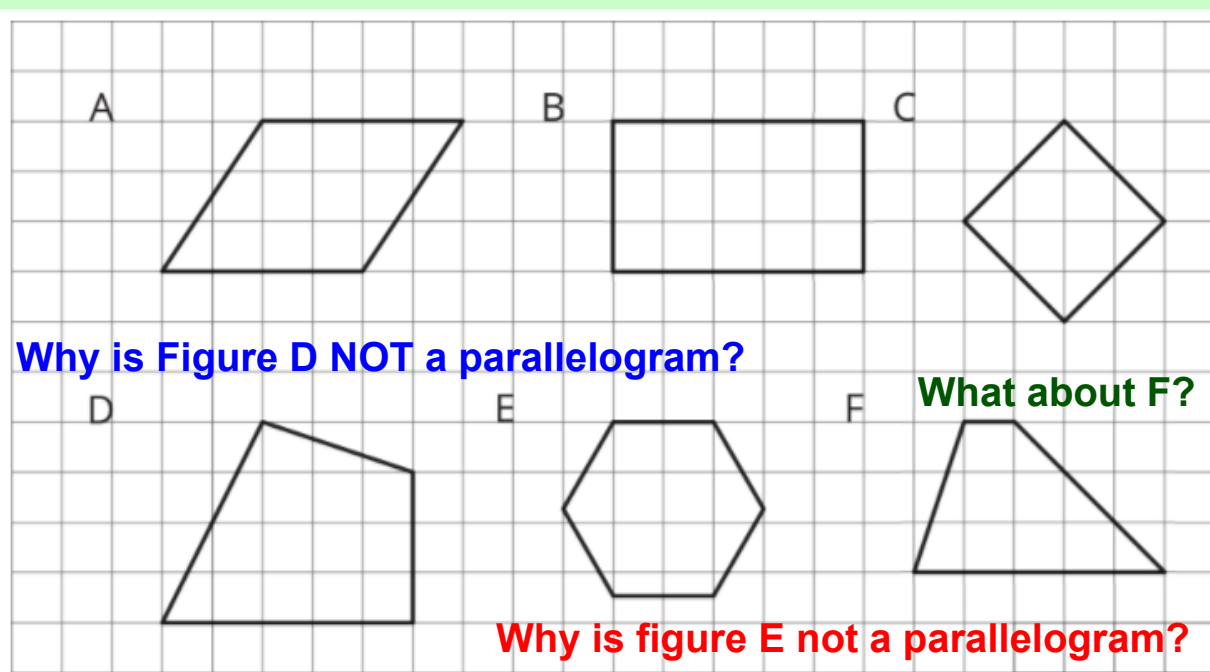 A
B
C
Why is Figure D NOT a parallelogram?
What about F?
D
E
F
Why is figure E not a parallelogram?